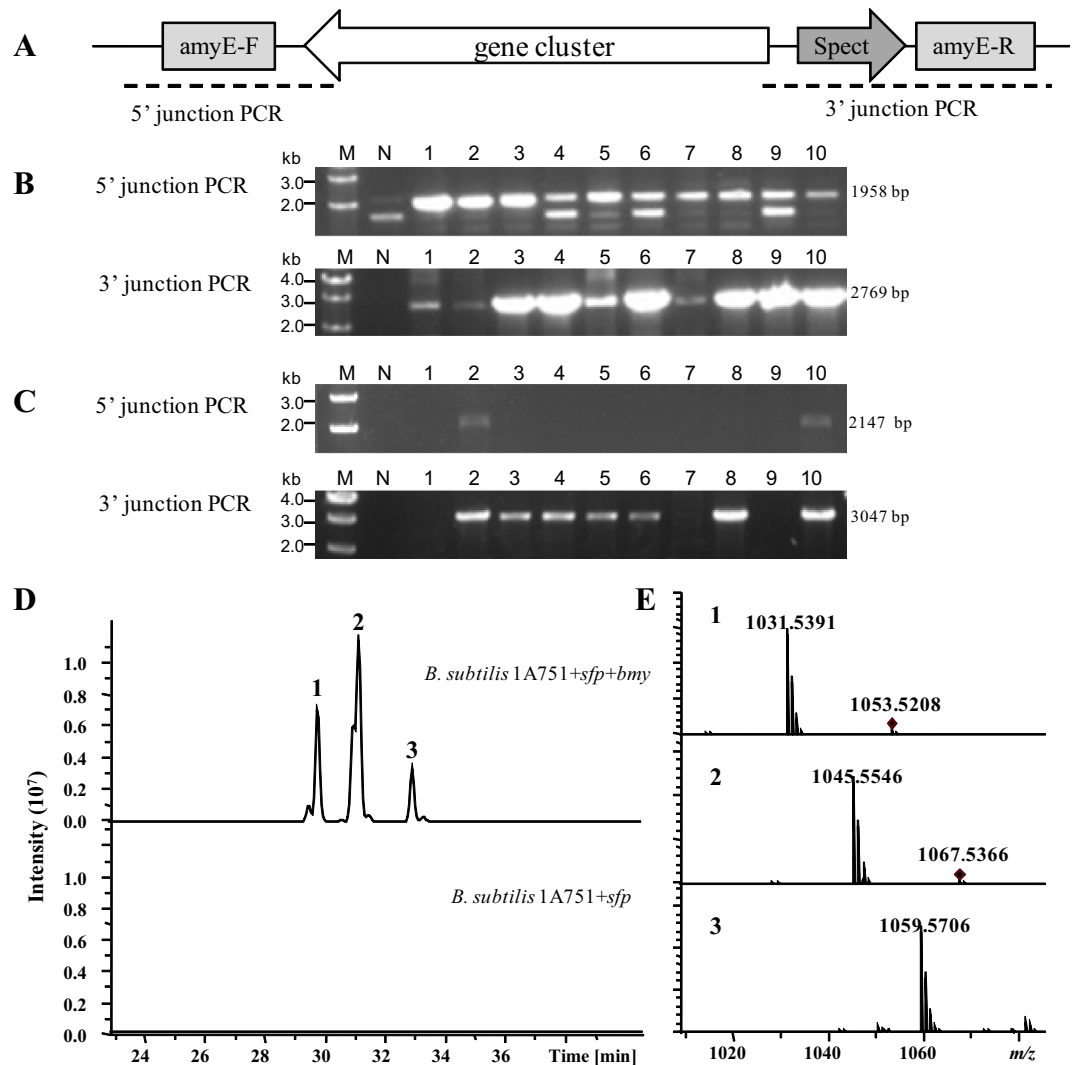 A
amyE-F
gene cluster
Spect
amyE-R
5’ junction PCR
3’ junction PCR
B
5’ junction PCR
kb
M N 1 2 3 4 5 6 7 8 9 10
3.0
2.0
1958 bp
3’ junction PCR
kb
M N 1 2 3 4 5 6 7 8 9 10
4.0
3.0
2.0
2769 bp
C
5’ junction PCR
kb
M N 1 2 3 4 5 6 7 8 9 10
3.0
2.0
2147 bp
3’ junction PCR
kb
M N 1 2 3 4 5 6 7 8 9 10
4.0
3.0
2.0
3047 bp
D
Intensity (10⁷)
1.0
0.8
0.6
0.4
0.2
0.0
1
2
3
B. subtilis 1A751+sfp+bmy
1.0
0.8
0.6
0.4
0.2
0.0
B. subtilis 1A751+sfp
24 26 28 30 32 34 36 38 Time [min]
E
1
1031.5391
1053.5208
2
1045.5546
1067.5366
3
1059.5706
1020 1040 1060 m/z